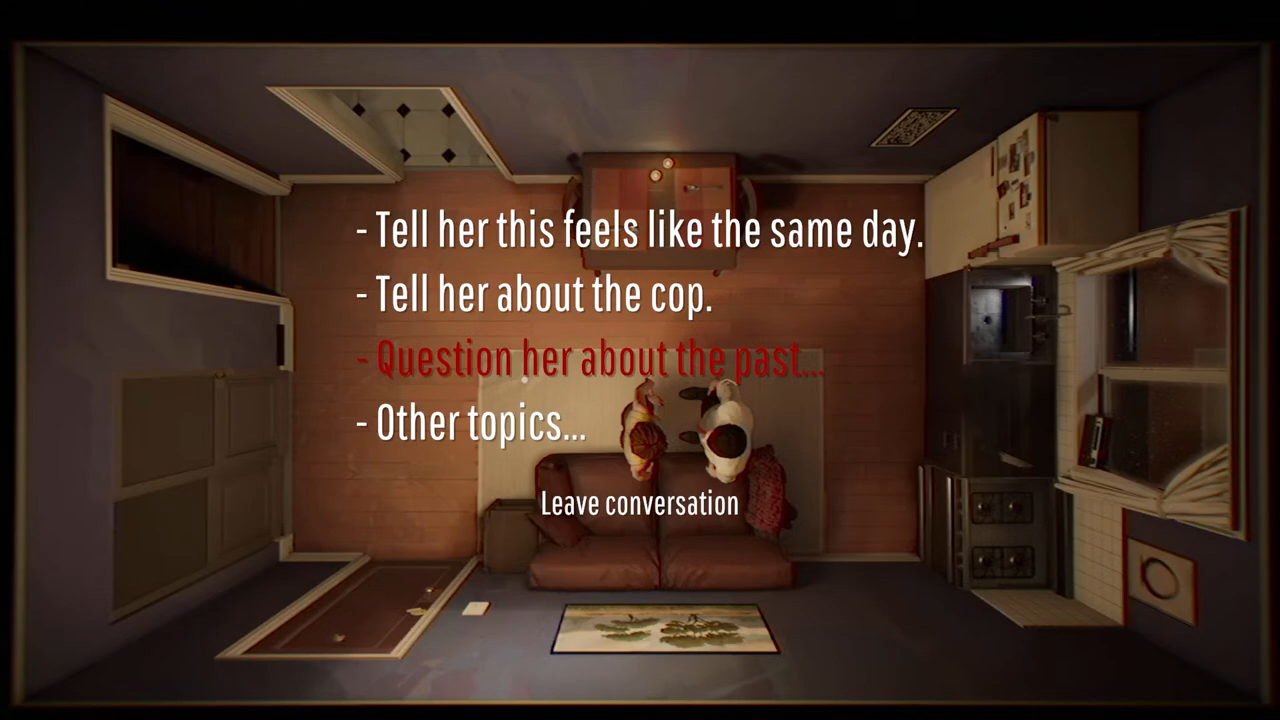 - Tell her this feels like the same day.
- Tell her about the cop.
- Question her about the past...
- Other topics...
Leave conversation